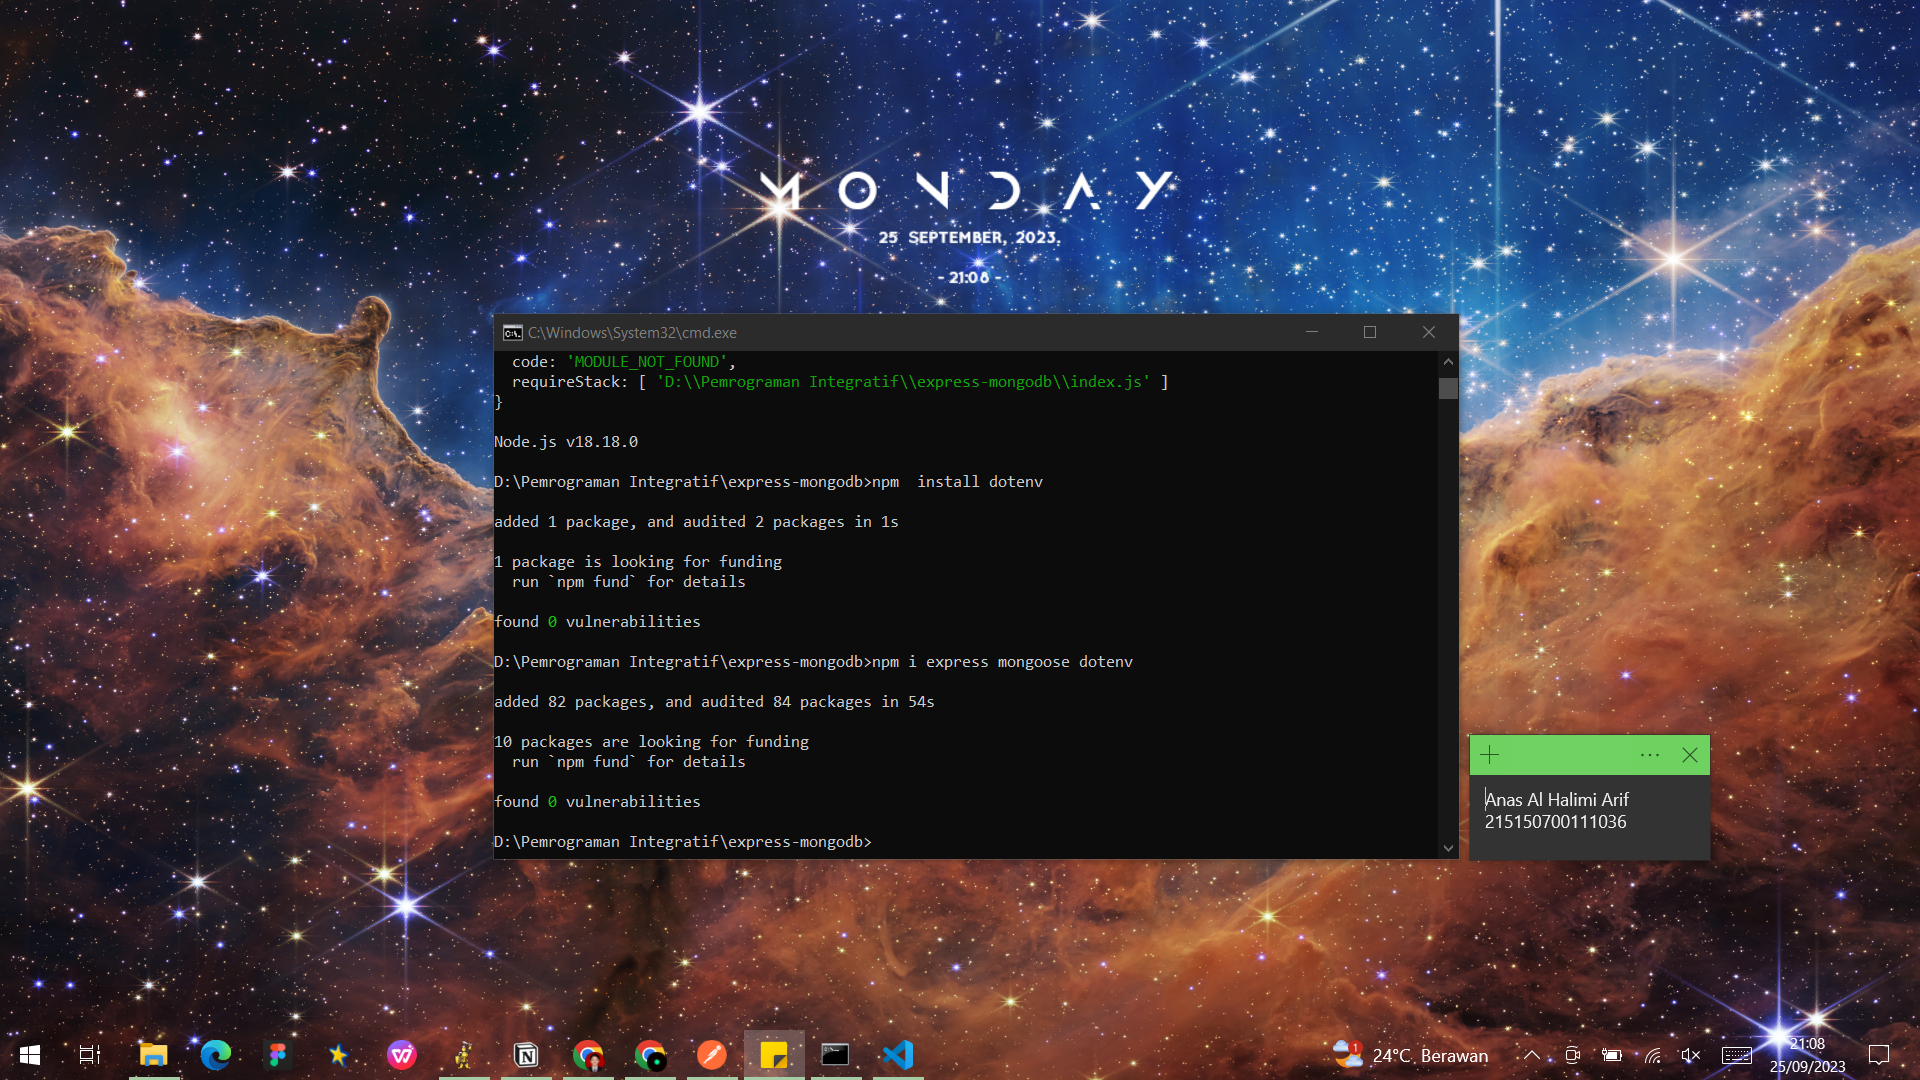 MONDAY
25 SEPTEMBER, 2023.
- 21:08 -
C:\Windows\System32\cmd.exe
code: 'MODULE_NOT_FOUND',
requireStack: [ 'D:\\Pemrograman Integratif\\express-mongodb\\index.js' ]
}
Node.js v18.18.0
D:\Pemrograman Integratif\express-mongodb>npm  install dotenv
added 1 package, and audited 2 packages in 1s
1 package is looking for funding
run `npm fund` for details
found 0 vulnerabilities
D:\Pemrograman Integratif\express-mongodb>npm i express mongoose dotenv
added 82 packages, and audited 84 packages in 54s
10 packages are looking for funding
run `npm fund` for details
found 0 vulnerabilities
D:\Pemrograman Integratif\express-mongodb>
Anas Al Halimi Arif
215150700111036
1
24°C Berawan
21:08
25/09/2023